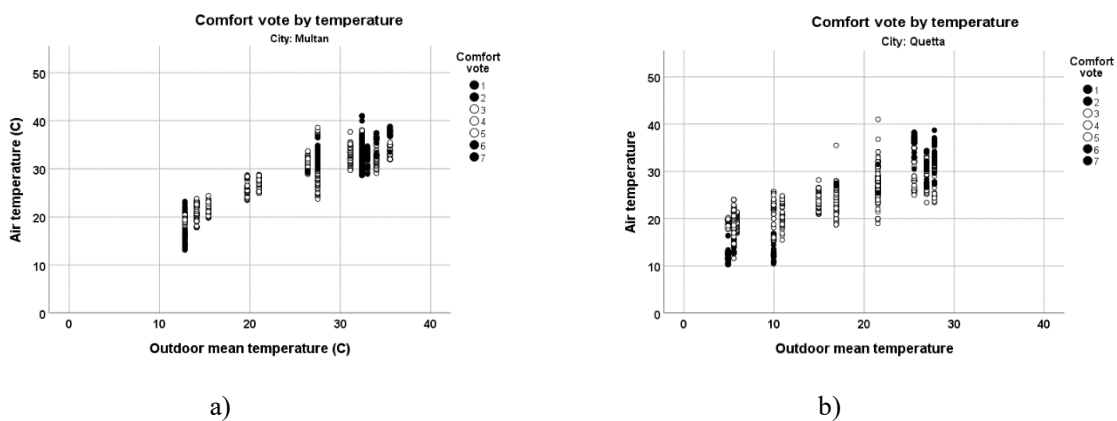 Comfort vote by temperature
City: Multan
Comfort
vote
1
2
3
4
5
6
7
Air temperature (C)
50
40
30
20
10
0
0 10 20 30 40
Outdoor mean temperature (C)
a)
Comfort vote by temperature
City: Quetta
Comfort
vote
1
2
3
4
5
6
7
Air temperature
50
40
30
20
10
0
0 10 20 30 40
Outdoor mean temperature
b)